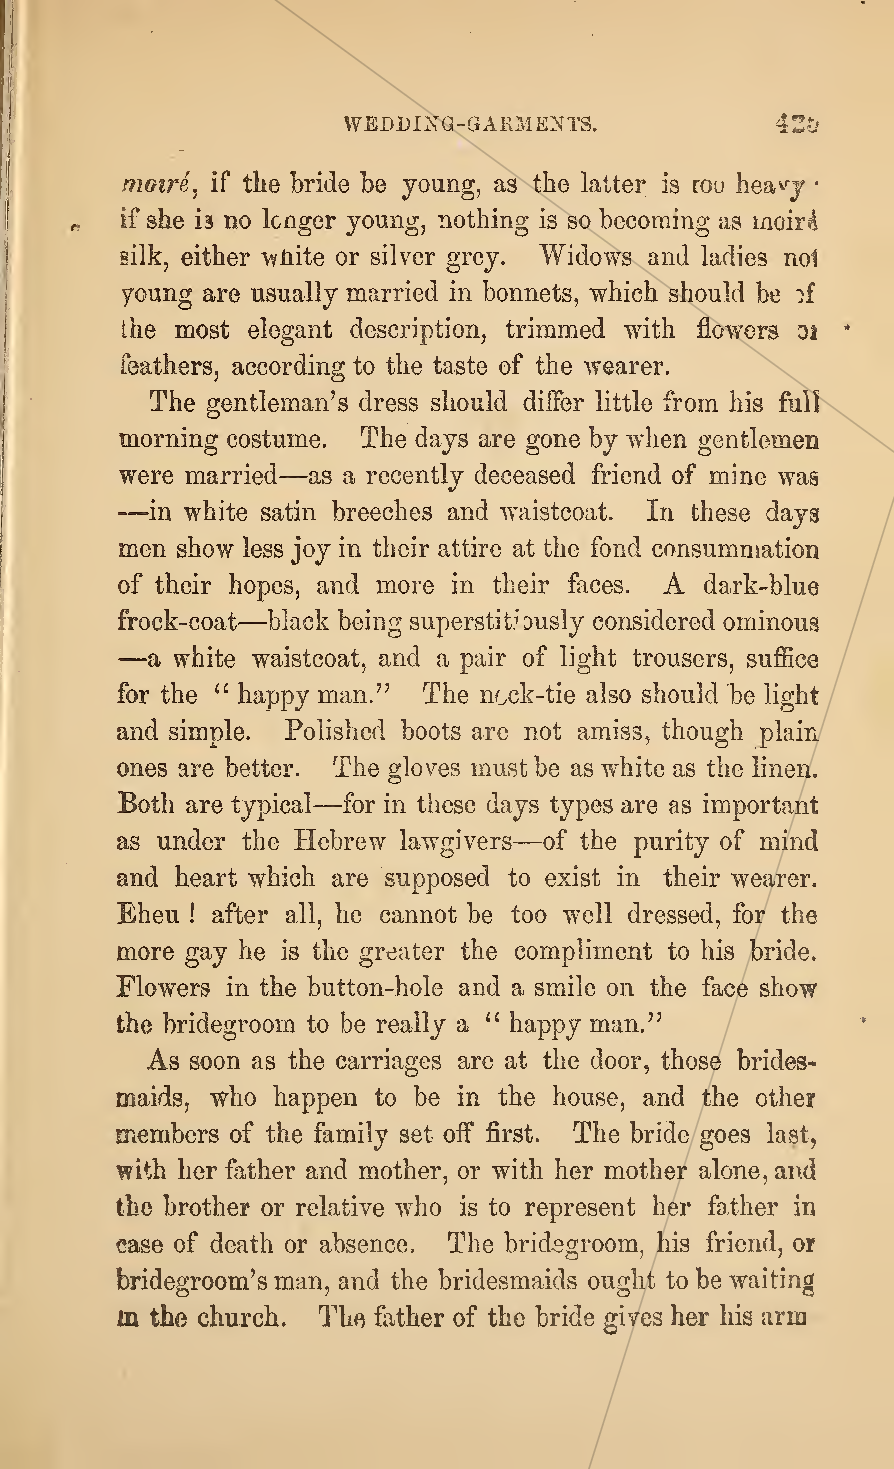 WEDDING-GARMENTS. 425
moiré, if the bride be young, as the latter is too heavy
if she is no longer young, nothing is so becoming as moiré
silk, either white or silver grey. Widows and ladies not
young are usually married in bonnets, which should be of
the most elegant description, trimmed with flowers or
feathers, according to the taste of the wearer.
The gentleman's dress should differ little from his full
morning costume. The days are gone by when gentlemen
were married—as a recently deceased friend of mine was
—in white satin breeches and waistcoat. In these days
men show less joy in their attire at the fond consummation
of their hopes, and more in their faces. A dark-blue
frock-coat—black being superstitiously considered ominous
—a white waistcoat, and a pair of light trousers, suffice
for the "happy man." The neck-tie also should be light
and simple. Polished boots are not amiss, though plain
ones are better. The gloves must be as white as the linen.
Both are typical—for in these days types are as important
as under the Hebrew lawgivers—of the purity of mind
and heart which are supposed to exist in their wearer.
Eheu! after all, he cannot be too well dressed, for the
more gay he is the greater the compliment to his bride.
Flowers in the button-hole and a smile on the face show
the bridegroom to be really a "happy man."
As soon as the carriages are at the door, those brides-
maids, who happen to be in the house, and the other
members of the family set off first. The bride goes last,
with her father and mother, or with her mother alone, and
the brother or relative who is to represent her father in
case of death or absence. The bridegroom, his friend, or
bridegroom's man, and the bridesmaids ought to be waiting
in the church. The father of the bride gives her his arm